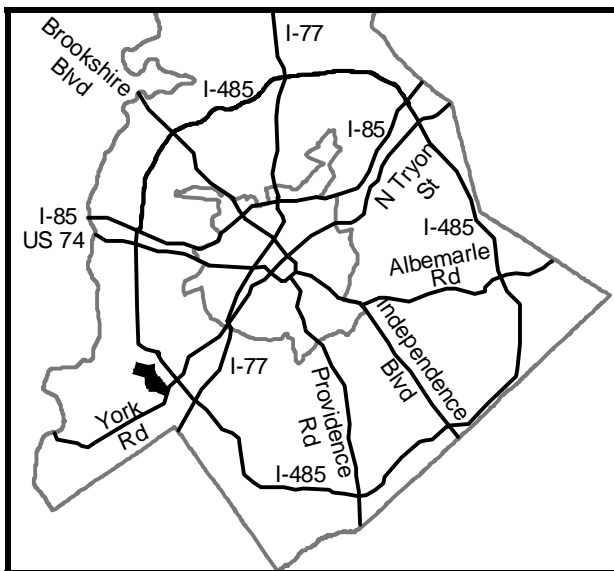 I-77
Brookshire
Blvd
I-485
I-85
N Tryon
St
I-85
US 74
I-485
Albemarle
Rd
Independence
Blvd
I-77
Providence
Rd
York
Rd
I-485